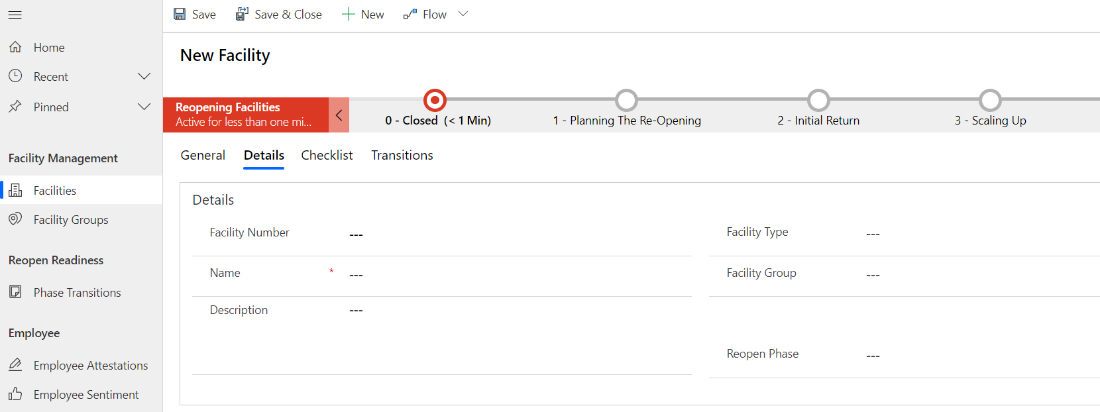 Save
Save & Close
New
Flow
Home
Recent
Pinned
Facility Management
Facilities
Facility Groups
Reopen Readiness
Phase Transitions
Employee
Employee Attestations
Employee Sentiment
New Facility
Reopening Facilities
Active for less than one mi...
0 - Closed (< 1 Min)
1 - Planning The Re-Opening
2 - Initial Return
3 - Scaling Up
General
Details
Checklist
Transitions
Details
Facility Number ---
Name * ---
Description ---
Facility Type ---
Facility Group ---
Reopen Phase ---